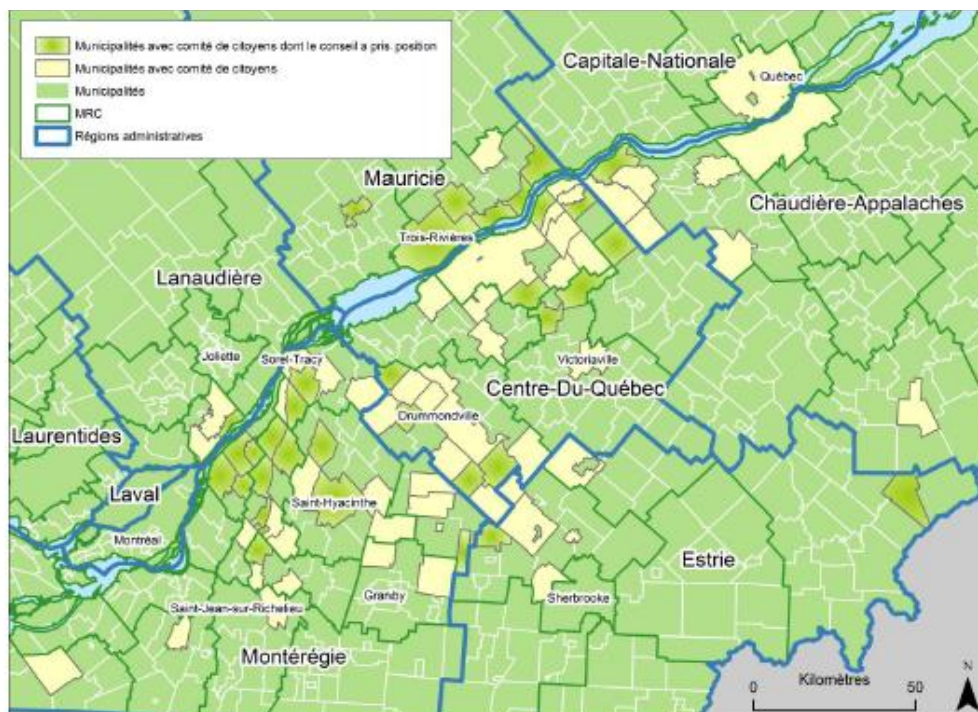 Municipalités avec comité de citoyens dont le conseil a pris position
Municipalités avec comité de citoyens
Municipalités
MRC
Régions administratives
Capitale-Nationale
Québec
Mauricie
Chaudière-Appalaches
Trois-Rivières
Lanaudière
Joliette
Sorel-Tracy
Victoriaville
Centre-Du-Québec
Drummondville
Laurentides
Laval
Saint-Hyacinthe
Montréal
Estrie
Granby
Sherbrooke
Saint-Jean-sur-Richelieu
Montérégie
N
Kilomètres
0 50